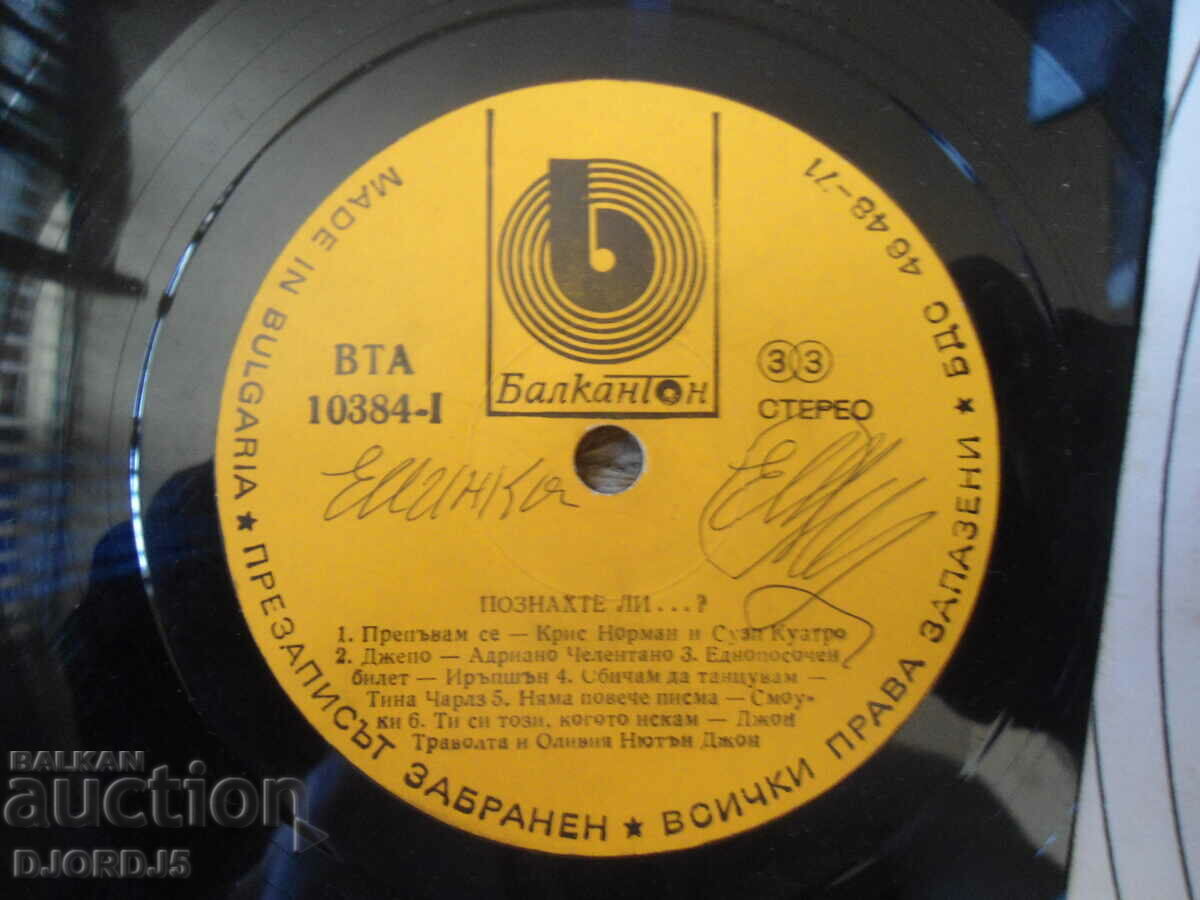 MADE IN BULGARIA ★ ПРЕЗАПИСЪТ ЗАБРАНЕН ★ ВСИЧКИ ПРАВА ЗАПАЗЕНИ ★ БДС 4648-71
Балкантон
ВТА
10384-I
33
СТЕРЕО
Еминка
ПОЗНАХТЕ ЛИ...?
1. Препъвам се — Крис Норман и Сузи Куатро
2. Джепо — Адриано Челентано 3. Еднопосочен
билет — Иръпшън 4. Обичам да танцувам —
Тина Чарлз 5. Няма повече писма — Смоу-
ки 6. Ти си този, когото искам — Джон
Траволта и Оливия Нютън Джон
BALKAN
auction
DJORD_J5